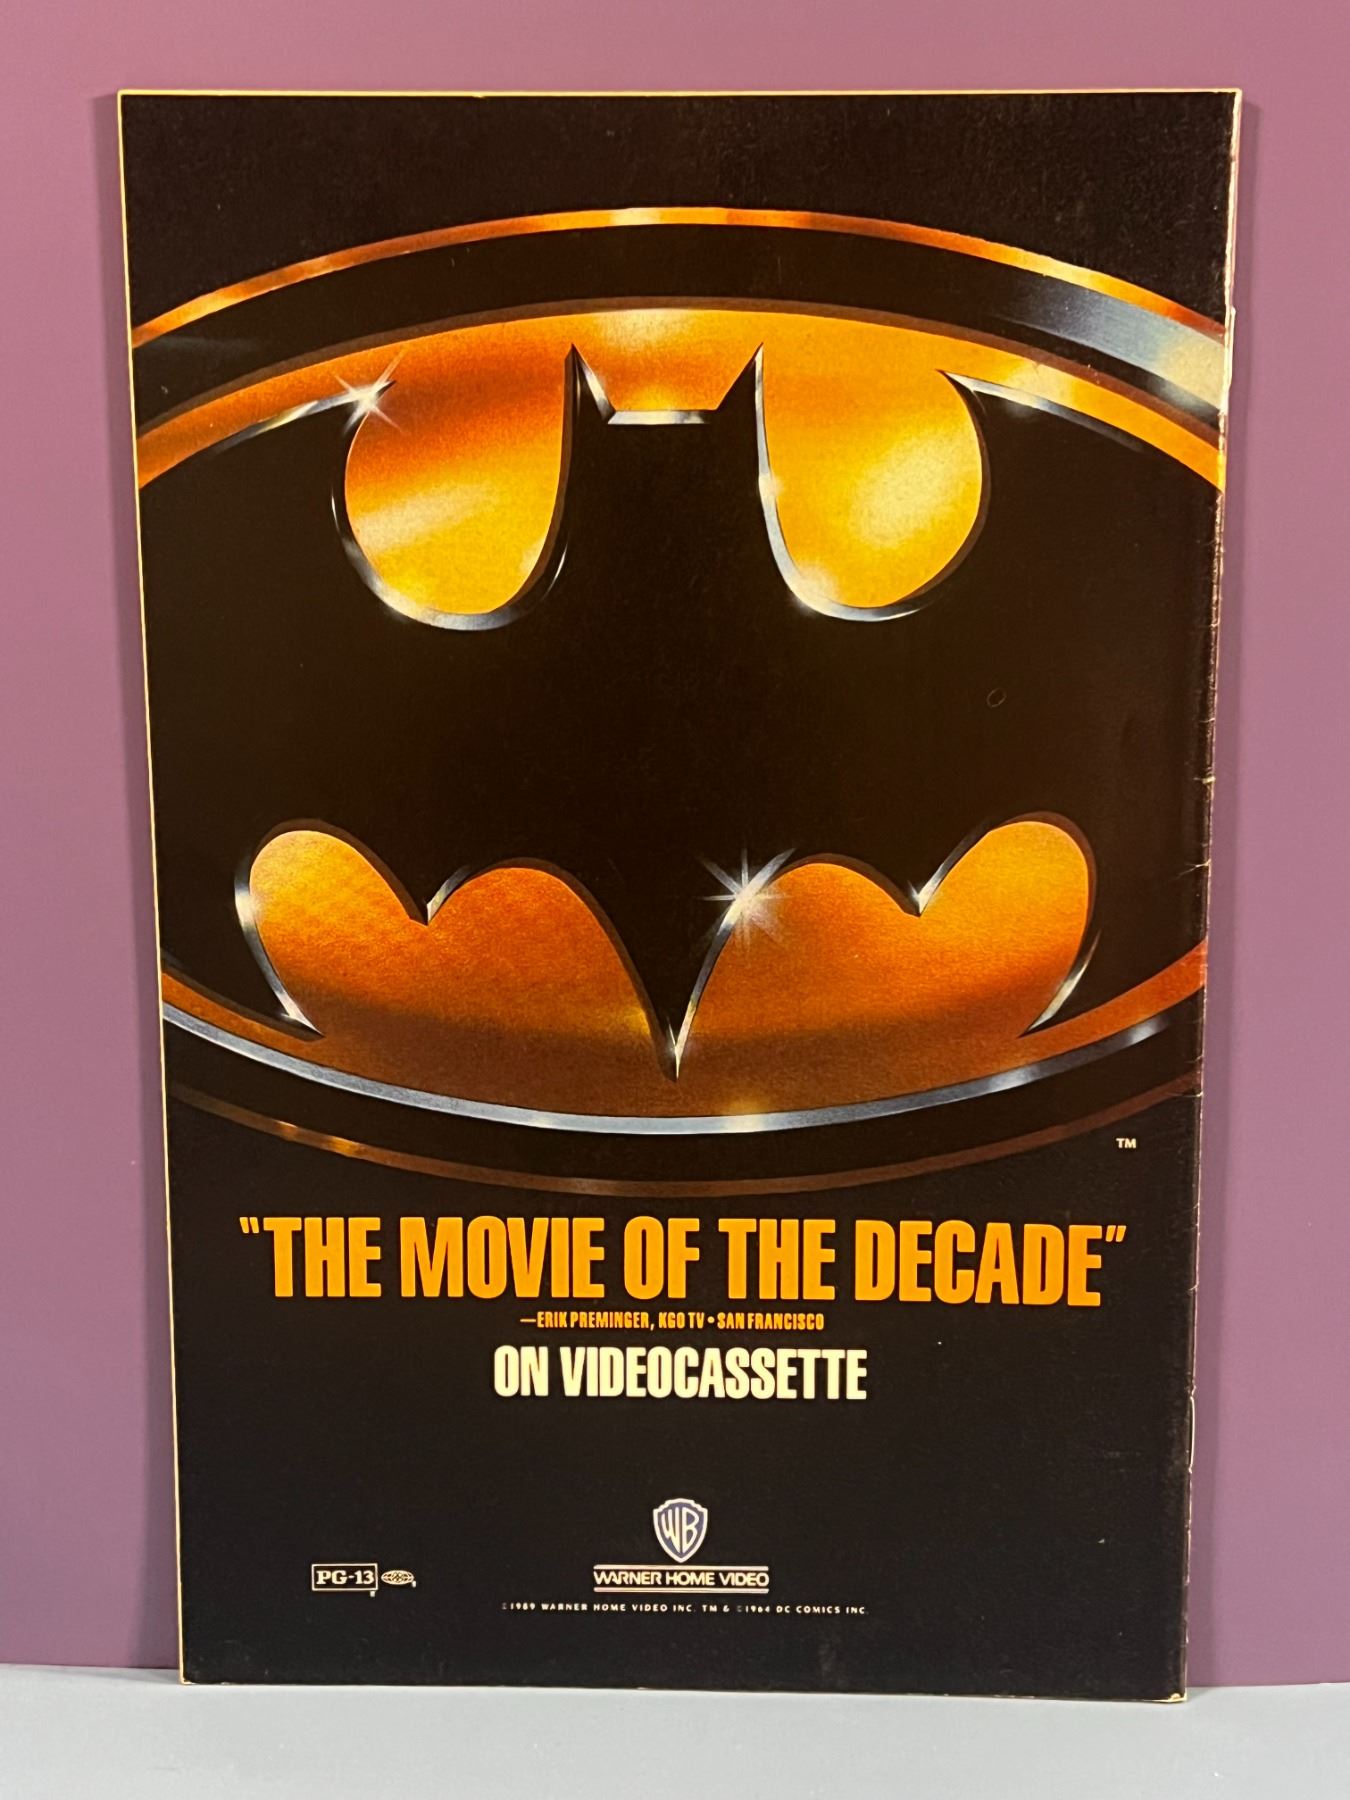 TM
"THE MOVIE OF THE DECADE"
—ERIK PREMINGER, KGO TV • SAN FRANCISCO
ON VIDEOCASSETTE
WB
PG-13
WARNER HOME VIDEO
©1989 WARNER HOME VIDEO INC. TM & ©1964 DC COMICS INC.